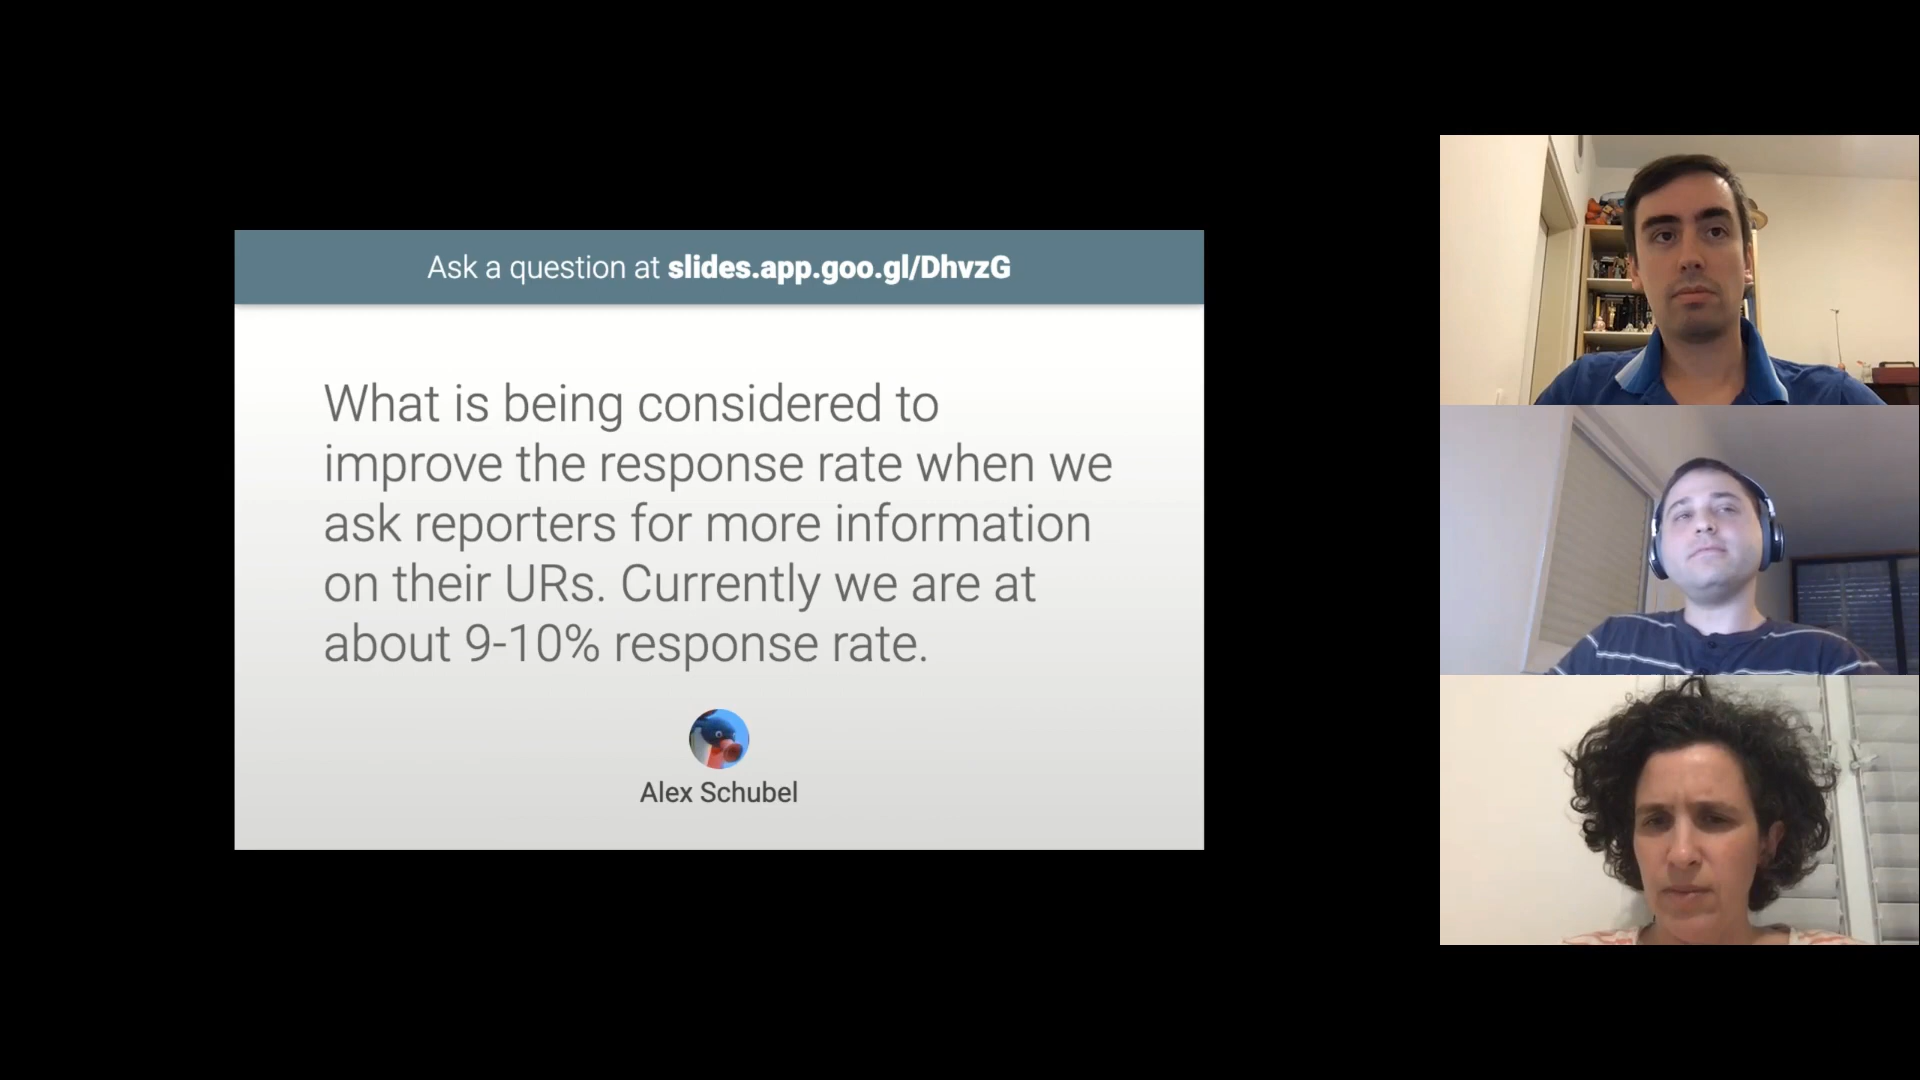 Ask a question at slides.app.goo.gl/DhvzG
What is being considered to
improve the response rate when we
ask reporters for more information
on their URs. Currently we are at
about 9-10% response rate.
Alex Schubel